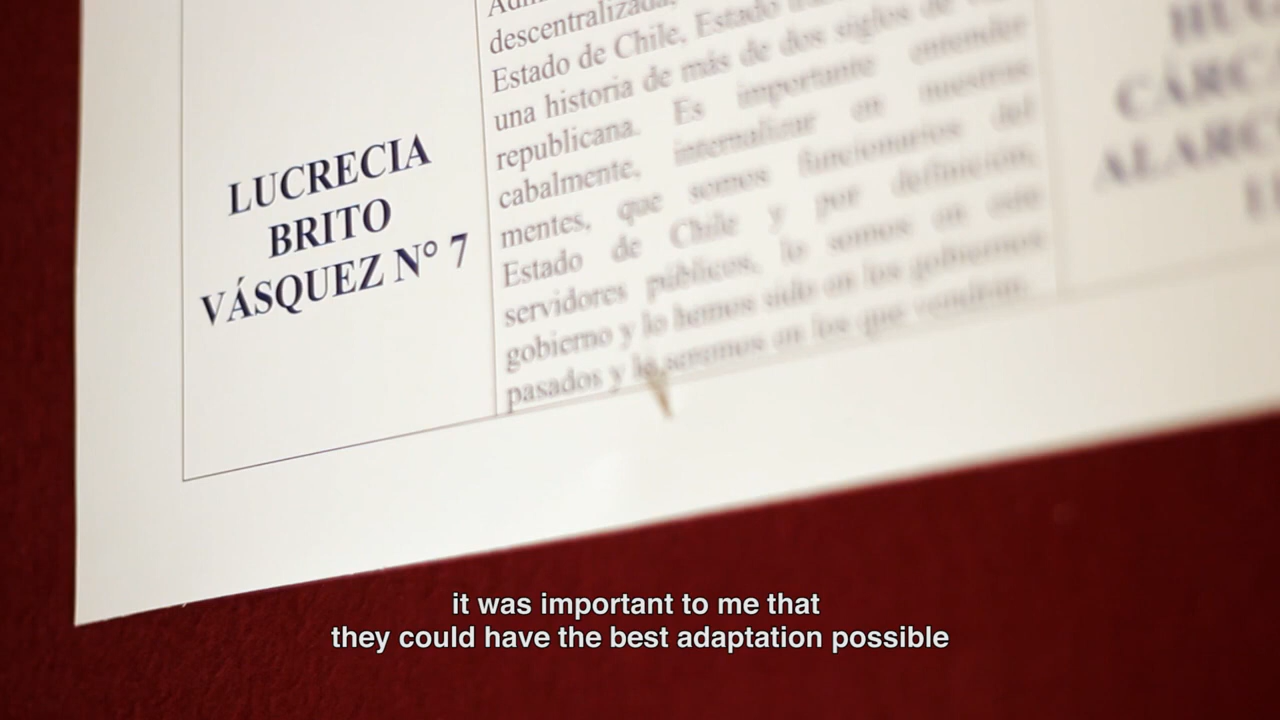 LUCRECIA
BRITO
VÁSQUEZ Nº 7
descentralizada,
Estado de Chile, Estado
una historia de más de dos siglos de
republicana. Es importante entender
cabalmente, internalizar en nuestras
mentes, que somos funcionarios del
Estado de Chile y por definición,
servidores públicos, lo somos en este
gobierno y lo hemos sido en los gobiernos
pasados y lo seremos en los que vendrán.
CÁRC
ALARC
it was important to me that
they could have the best adaptation possible